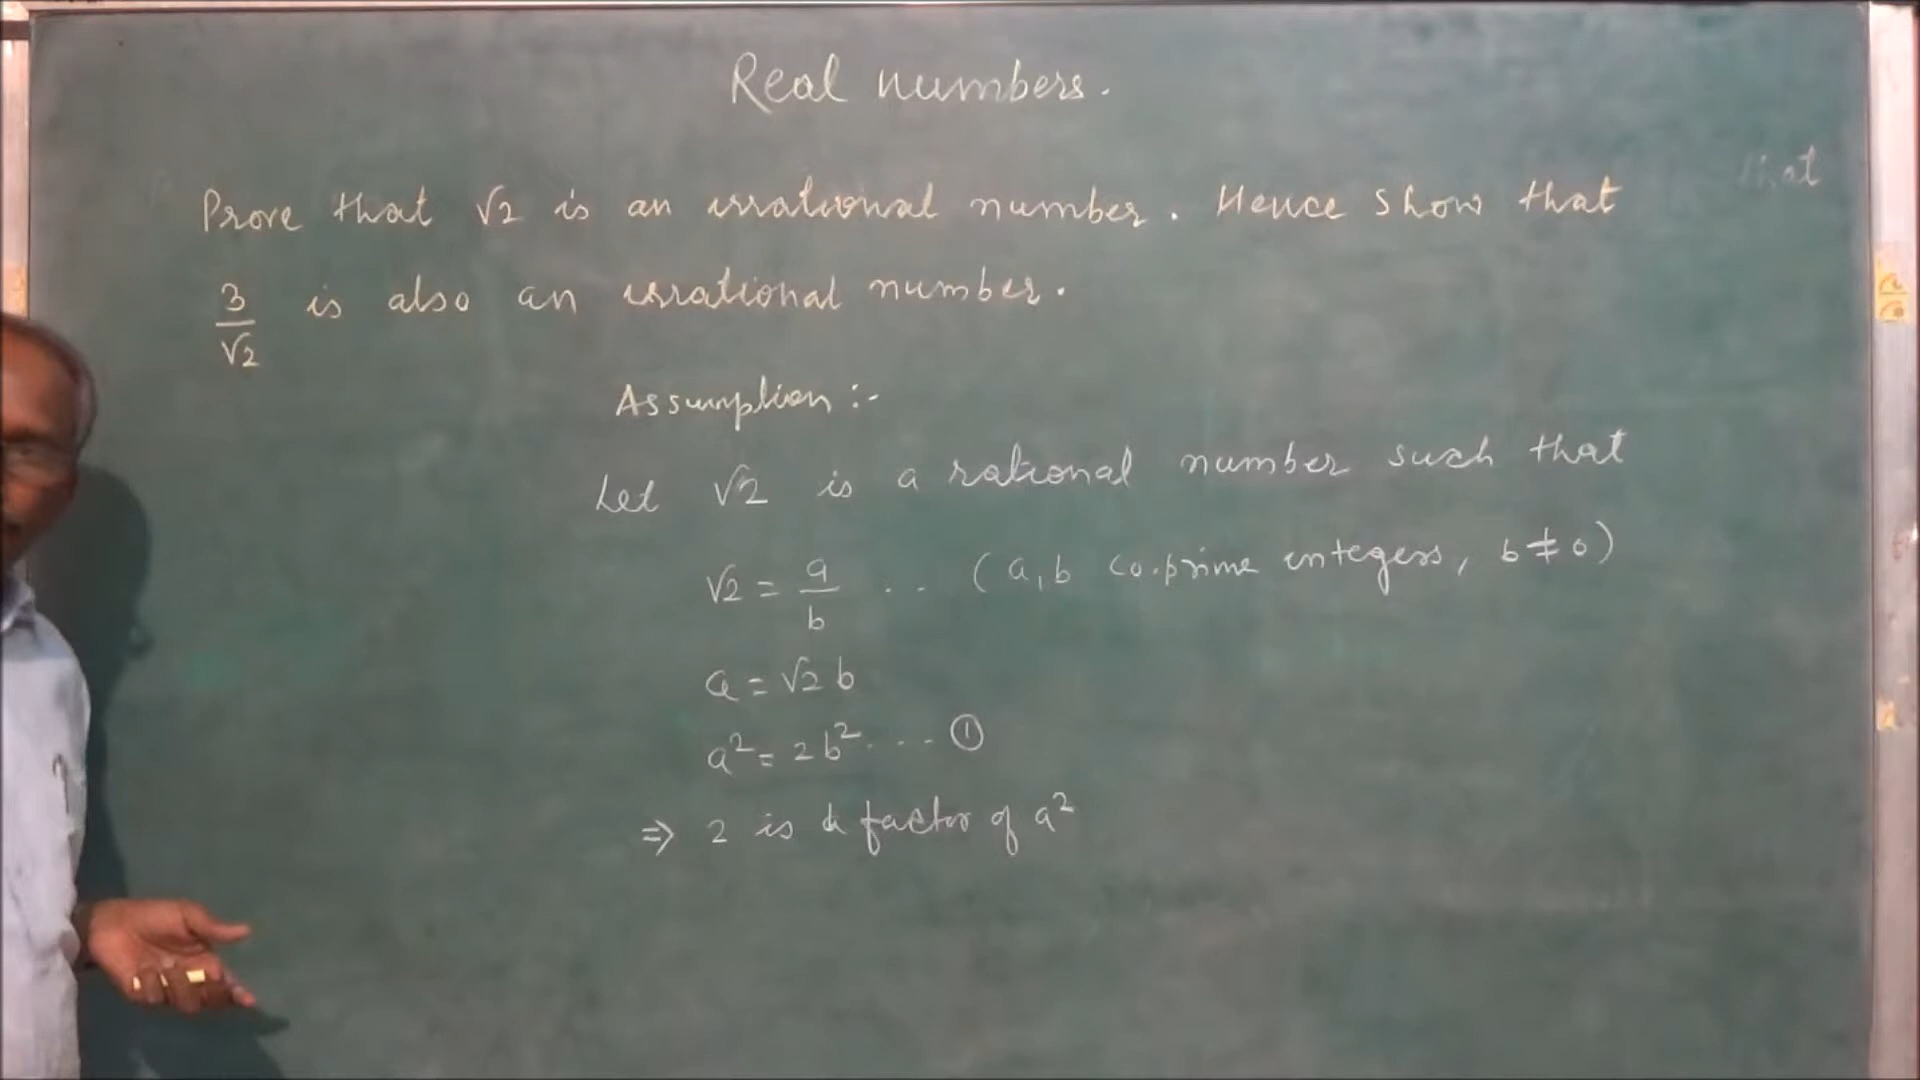 Real numbers.
Prove that √2 is an irrational number. Hence show that
3/√2 is also an irrational number.
Assumption :-
Let √2 is a rational number such that
√2 = a/b .. (a, b co.prime integers, b ≠ 0)
a = √2 b
a² = 2b² .... ①
⇒ 2 is a factor of a²